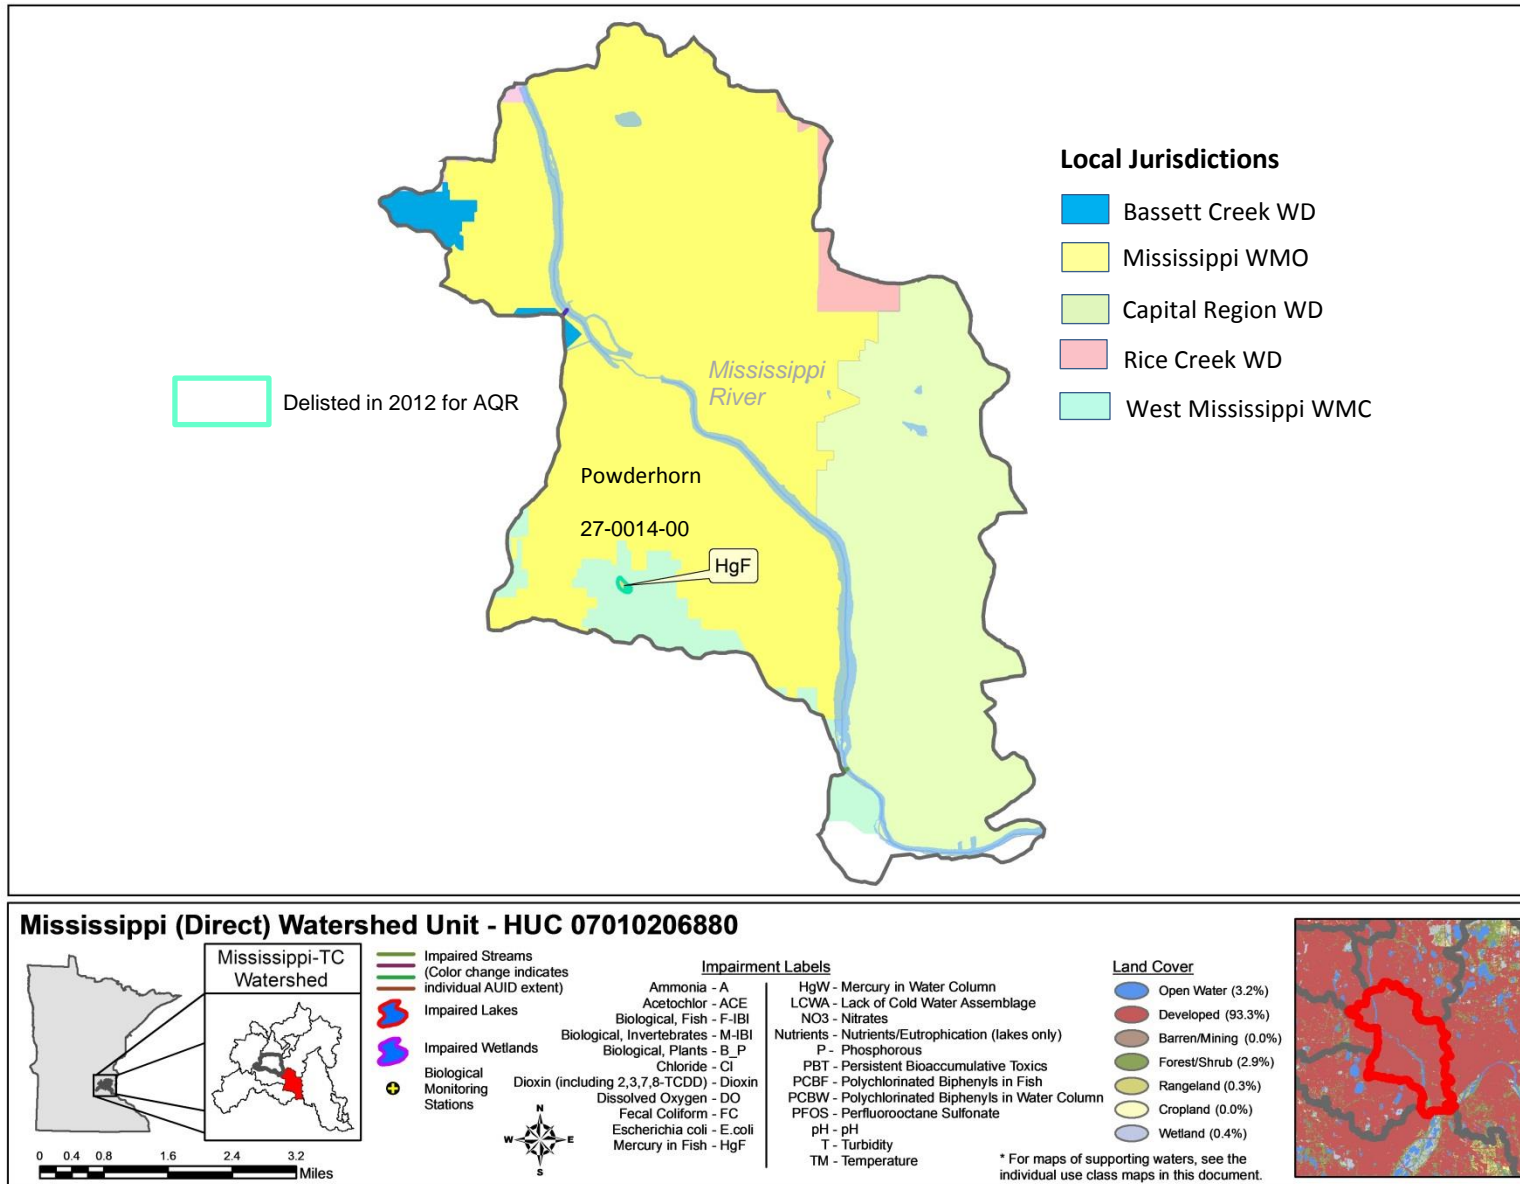 Local Jurisdictions
Bassett Creek WD
Mississippi WMO
Capital Region WD
Rice Creek WD
West Mississippi WMC
Delisted in 2012 for AQR
Mississippi
River
Powderhorn
27-0014-00
HgF
Mississippi (Direct) Watershed Unit - HUC 07010206880
Mississippi-TC
Watershed
0 0.4 0.8 1.6 2.4 3.2
Miles
Impaired Streams
(Color change indicates
individual AUID extent)
Impaired Lakes
Impaired Wetlands
Biological
Monitoring
Stations
N
W E
S
Impairment Labels
Ammonia - A
Acetochlor - ACE
Biological, Fish - F-IBI
Biological, Invertebrates - M-IBI
Biological, Plants - B_P
Chloride - Cl
Dioxin (including 2,3,7,8-TCDD) - Dioxin
Dissolved Oxygen - DO
Fecal Coliform - FC
Escherichia coli - E.coli
Mercury in Fish - HgF
HgW - Mercury in Water Column
LCWA - Lack of Cold Water Assemblage
NO3 - Nitrates
Nutrients - Nutrients/Eutrophication (lakes only)
P - Phosphorous
PBT - Persistent Bioaccumulative Toxics
PCBF - Polychlorinated Biphenyls in Fish
PCBW - Polychlorinated Biphenyls in Water Column
PFOS - Perfluorooctane Sulfonate
pH - pH
T - Turbidity
TM - Temperature
Land Cover
Open Water (3.2%)
Developed (93.3%)
Barren/Mining (0.0%)
Forest/Shrub (2.9%)
Rangeland (0.3%)
Cropland (0.0%)
Wetland (0.4%)
* For maps of supporting waters, see the
individual use class maps in this document.